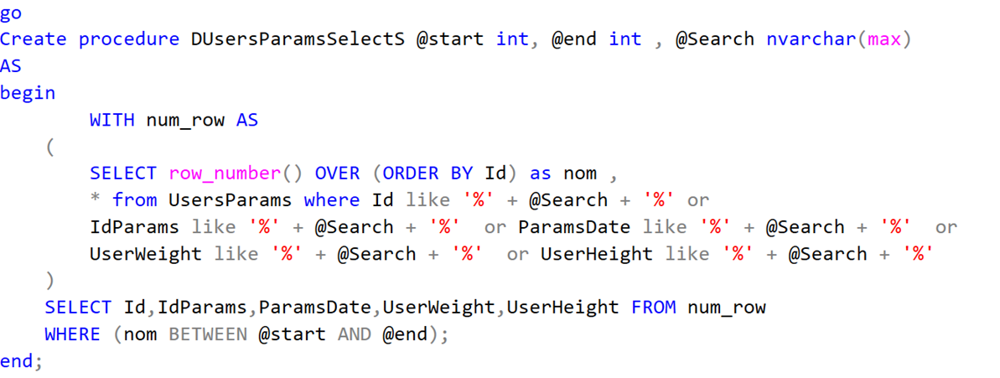 go
Create procedure DUsersParamsSelectS @start int, @end int , @Search nvarchar(max)
AS
begin
WITH num_row AS
(
SELECT row_number() OVER (ORDER BY Id) as nom ,
* from UsersParams where Id like '%' + @Search + '%' or
IdParams like '%' + @Search + '%'  or ParamsDate like '%' + @Search + '%'  or
UserWeight like '%' + @Search + '%'  or UserHeight like '%' + @Search + '%'
)
SELECT Id,IdParams,ParamsDate,UserWeight,UserHeight FROM num_row
WHERE (nom BETWEEN @start AND @end);
end;